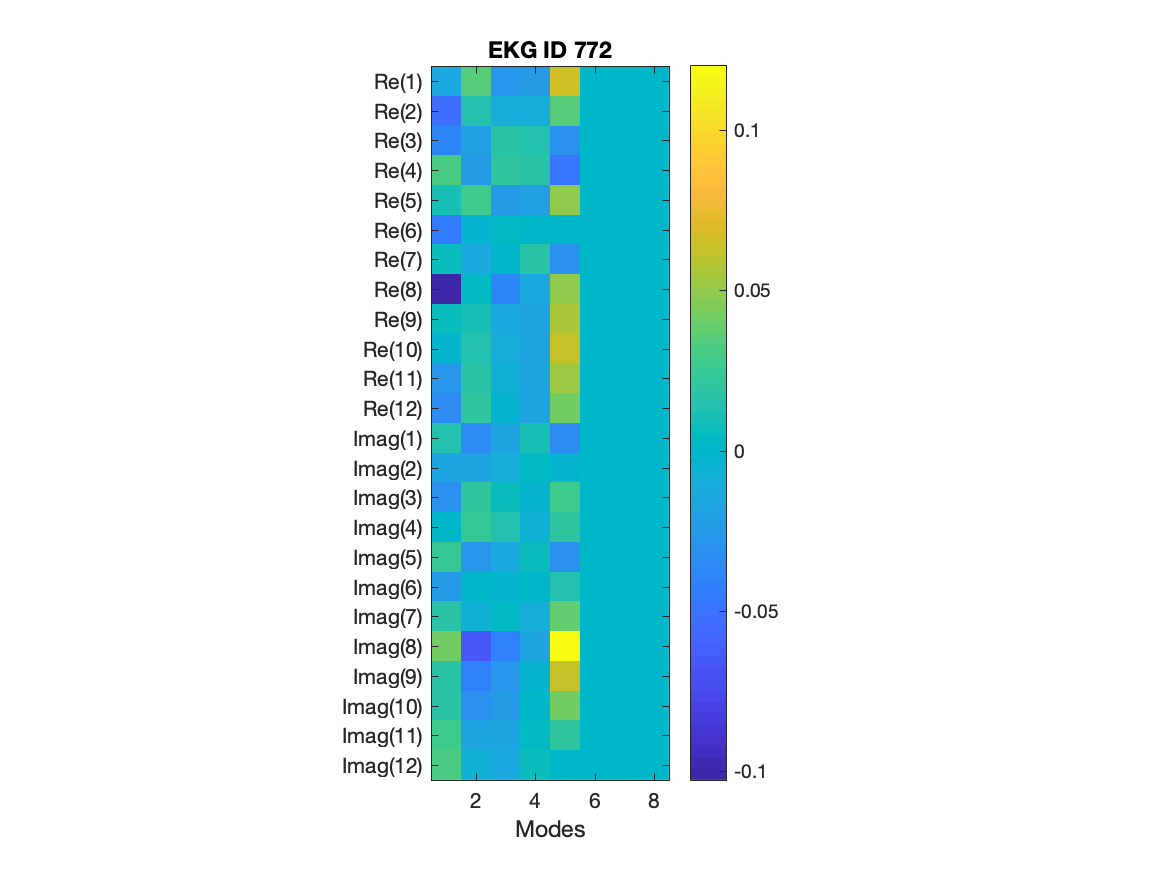 EKG ID 772
Re(1)
Re(2)
Re(3)
Re(4)
Re(5)
Re(6)
Re(7)
Re(8)
Re(9)
Re(10)
Re(11)
Re(12)
Imag(1)
Imag(2)
Imag(3)
Imag(4)
Imag(5)
Imag(6)
Imag(7)
Imag(8)
Imag(9)
Imag(10)
Imag(11)
Imag(12)
2 4 6 8
Modes
0.1
0.05
0
-0.05
-0.1